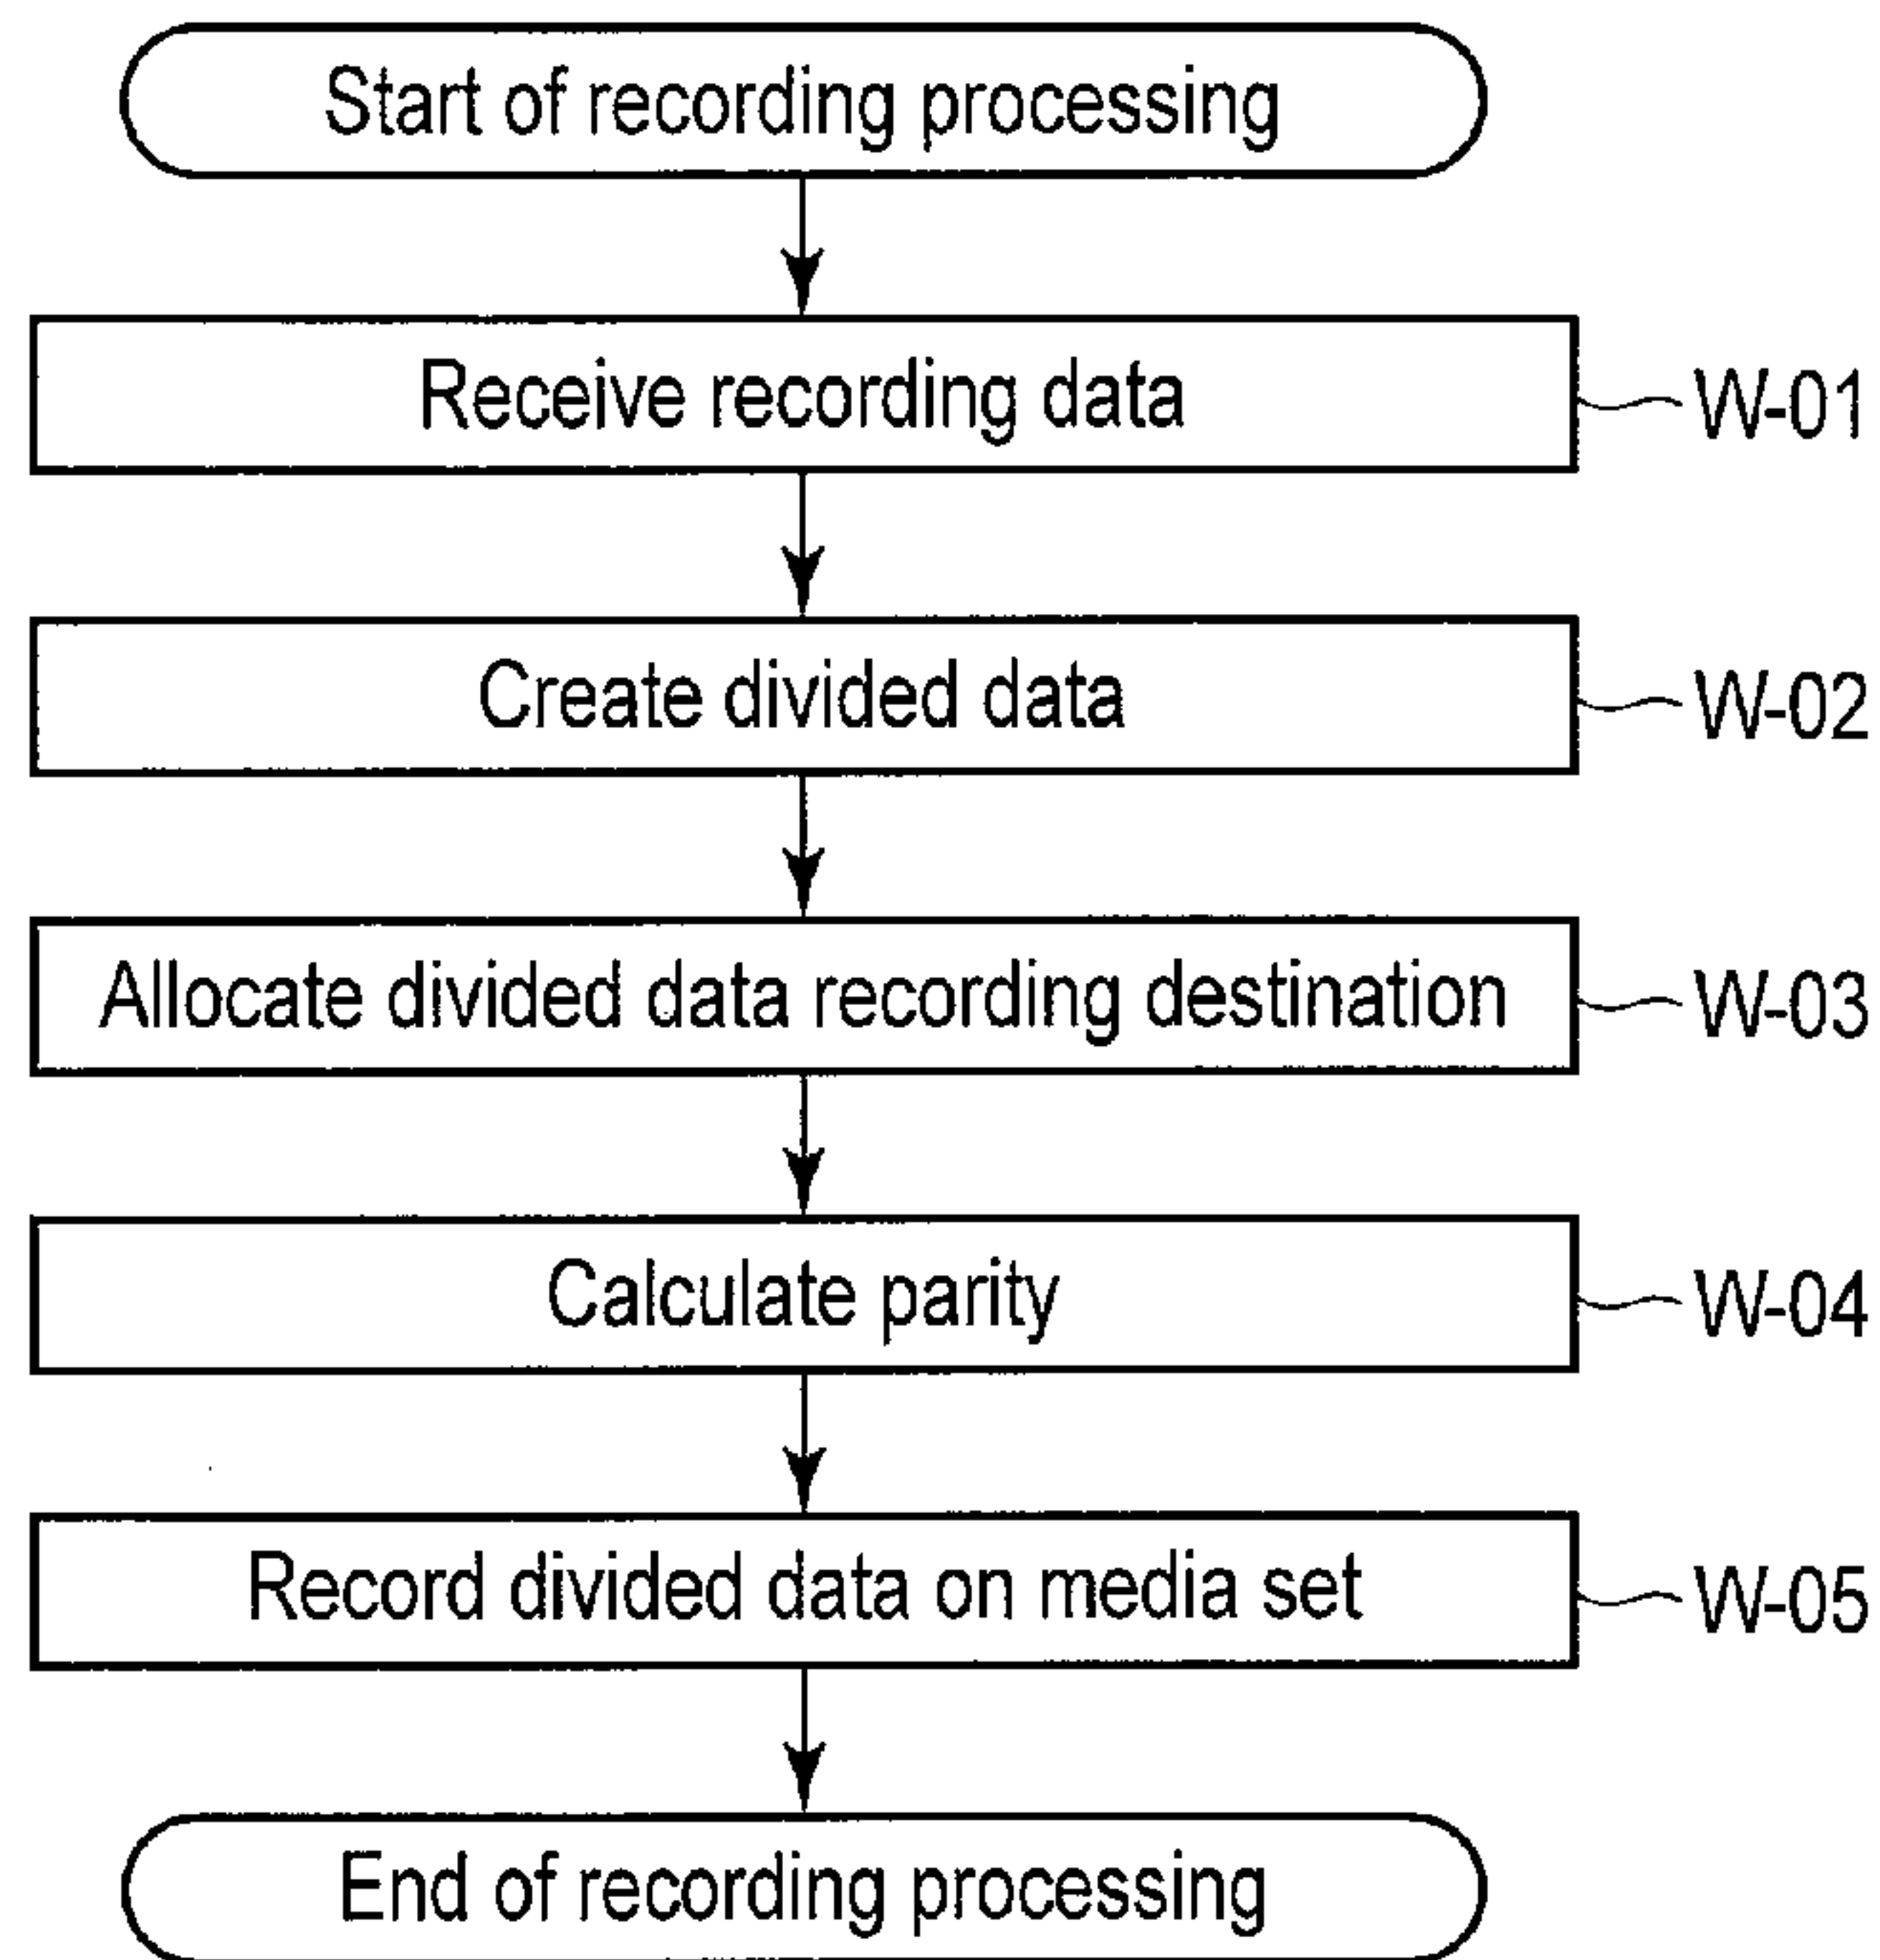 Start of recording processing
Receive recording data
W-01
Create divided data
W-02
Allocate divided data recording destination
W-03
Calculate parity
W-04
Record divided data on media set
W-05
End of recording processing